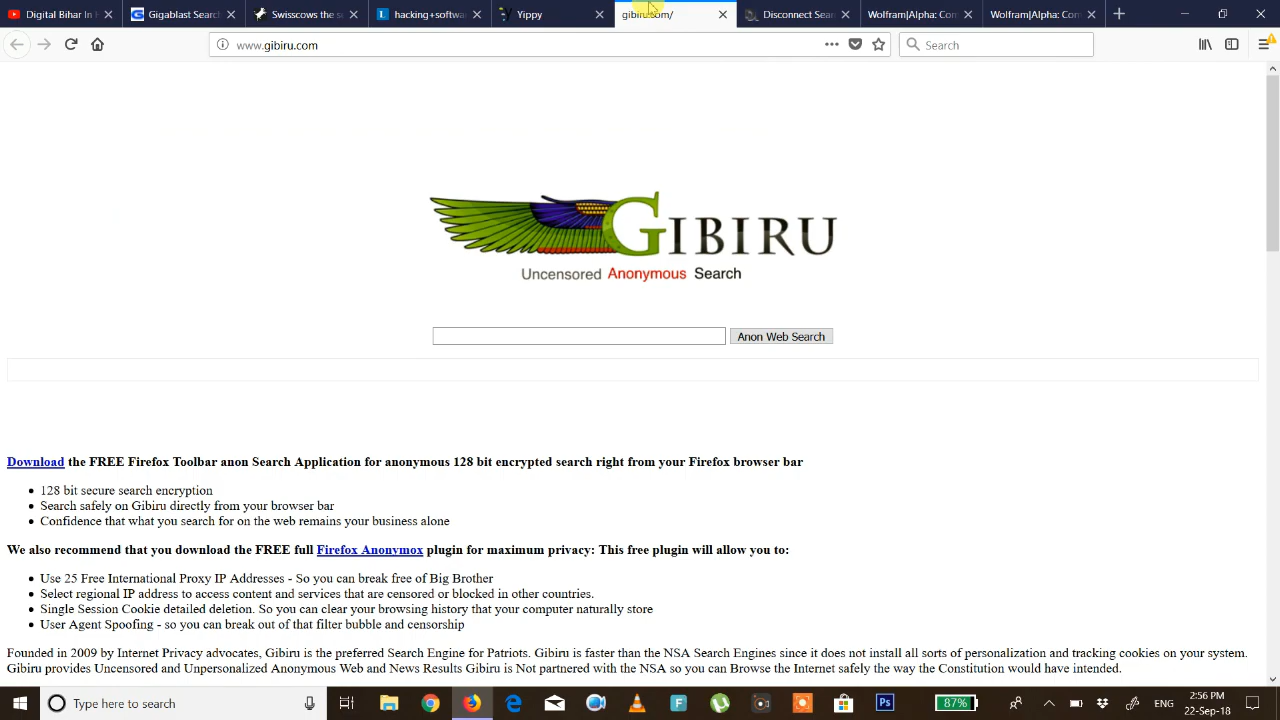 Digital Bihar In H
Gigablast Search
Swisscows the s
hacking+softwa
Yippy
gibiru.com/
Disconnect Sear
Wolfram|Alpha: Com
Wolfram|Alpha: Com
www.gibiru.com
Search
GIBIRU
Uncensored Anonymous Search
Anon Web Search
Download the FREE Firefox Toolbar anon Search Application for anonymous 128 bit encrypted search right from your Firefox browser bar
128 bit secure search encryption
Search safely on Gibiru directly from your browser bar
Confidence that what you search for on the web remains your business alone
We also recommend that you download the FREE full Firefox Anonymox plugin for maximum privacy: This free plugin will allow you to:
Use 25 Free International Proxy IP Addresses - So you can break free of Big Brother
Select regional IP address to access content and services that are censored or blocked in other countries.
Single Session Cookie detailed deletion. So you can clear your browsing history that your computer naturally store
User Agent Spoofing - so you can break out of that filter bubble and censorship
Founded in 2009 by Internet Privacy advocates, Gibiru is the preferred Search Engine for Patriots. Gibiru is faster than the NSA Search Engines since it does not install all sorts of personalization and tracking cookies on your system.
Gibiru provides Uncensored and Unpersonalized Anonymous Web and News Results Gibiru is Not partnered with the NSA so you can Browse the Internet safely the way the Constitution would have intended.
Type here to search
87%
ENG
2:56 PM
22-Sep-18